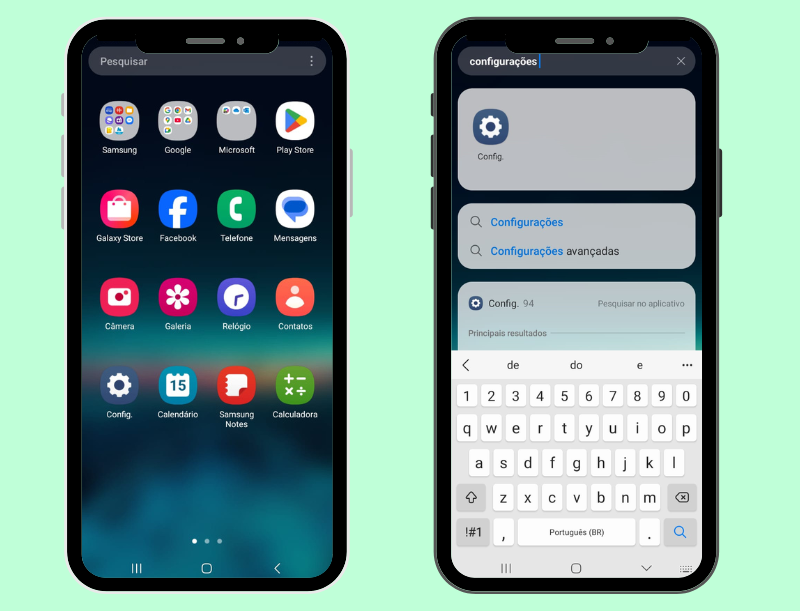 Pesquisar
Samsung
Google
Microsoft
Play Store
Galaxy Store
Facebook
Telefone
Mensagens
Câmera
Galeria
Relógio
Contatos
15
Config.
Calendário
Samsung Notes
Calculadora
configurações
Config.
Configurações
Configurações avançadas
Config. 94 Pesquisar no aplicativo
Principais resultados
de do e
1 2 3 4 5 6 7 8 9 0
q w e r t y u i o p
a s d f g h j k l
z x c v b n m
!#1 , Português (BR) .